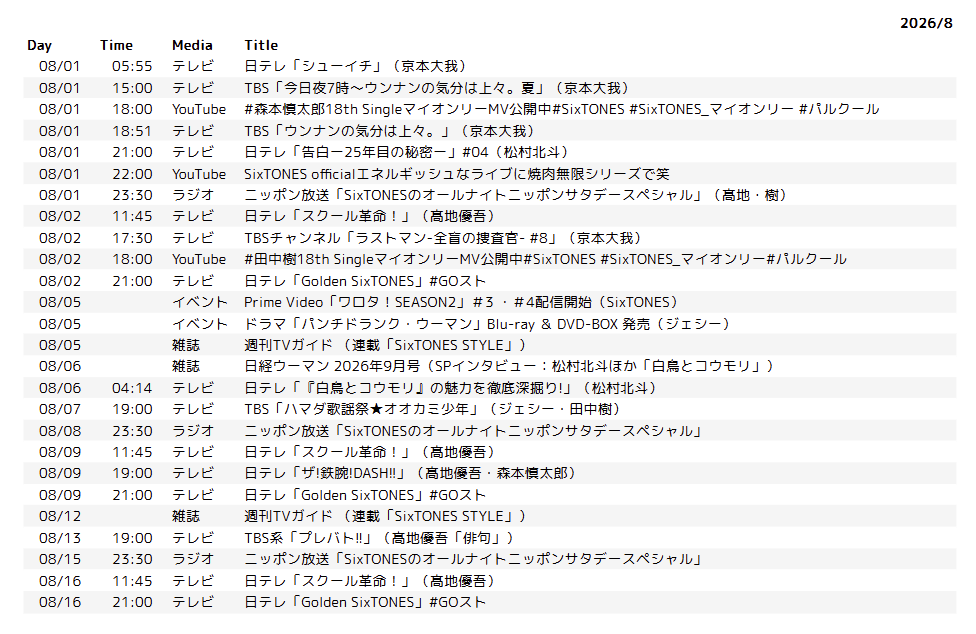 2026/8
Day Time Media Title
08/01 05:55 テレビ 日テレ「シューイチ」（京本大我）
08/01 15:00 テレビ TBS「今日夜7時～ウンナンの気分は上々。夏」（京本大我）
08/01 18:00 YouTube #森本慎太郎18th SingleマイオンリーMV公開中#SixTONES #SixTONES_マイオンリー #パルクール
08/01 18:51 テレビ TBS「ウンナンの気分は上々。」（京本大我）
08/01 21:00 テレビ 日テレ「告白ー25年目の秘密ー」#04（松村北斗）
08/01 22:00 YouTube SixTONES officialエネルギッシュなライブに焼肉無限シリーズで笑
08/01 23:30 ラジオ ニッポン放送「SixTONESのオールナイトニッポンサタデースペシャル」（髙地・樹）
08/02 11:45 テレビ 日テレ「スクール革命！」（髙地優吾）
08/02 17:30 テレビ TBSチャンネル「ラストマン-全盲の捜査官- #8」（京本大我）
08/02 18:00 YouTube #田中樹18th SingleマイオンリーMV公開中#SixTONES #SixTONES_マイオンリー#パルクール
08/02 21:00 テレビ 日テレ「Golden SixTONES」#GOスト
08/05 イベント Prime Video「ワロタ！SEASON2」＃３・＃４配信開始（SixTONES）
08/05 イベント ドラマ「パンチドランク・ウーマン」Blu-ray & DVD-BOX 発売（ジェシー）
08/05 雑誌 週刊TVガイド （連載「SixTONES STYLE」）
08/06 雑誌 日経ウーマン 2026年9月号（SPインタビュー：松村北斗ほか「白鳥とコウモリ」）
08/06 04:14 テレビ 日テレ「『白鳥とコウモリ』の魅力を徹底深掘り!」（松村北斗）
08/07 19:00 テレビ TBS「ハマダ歌謡祭★オオカミ少年」（ジェシー・田中樹）
08/08 23:30 ラジオ ニッポン放送「SixTONESのオールナイトニッポンサタデースペシャル」
08/09 11:45 テレビ 日テレ「スクール革命！」（髙地優吾）
08/09 19:00 テレビ 日テレ「ザ!鉄腕!DASH!!」（髙地優吾・森本慎太郎）
08/09 21:00 テレビ 日テレ「Golden SixTONES」#GOスト
08/12 雑誌 週刊TVガイド （連載「SixTONES STYLE」）
08/13 19:00 テレビ TBS系「プレバト!!」（髙地優吾「俳句」）
08/15 23:30 ラジオ ニッポン放送「SixTONESのオールナイトニッポンサタデースペシャル」
08/16 11:45 テレビ 日テレ「スクール革命！」（髙地優吾）
08/16 21:00 テレビ 日テレ「Golden SixTONES」#GOスト